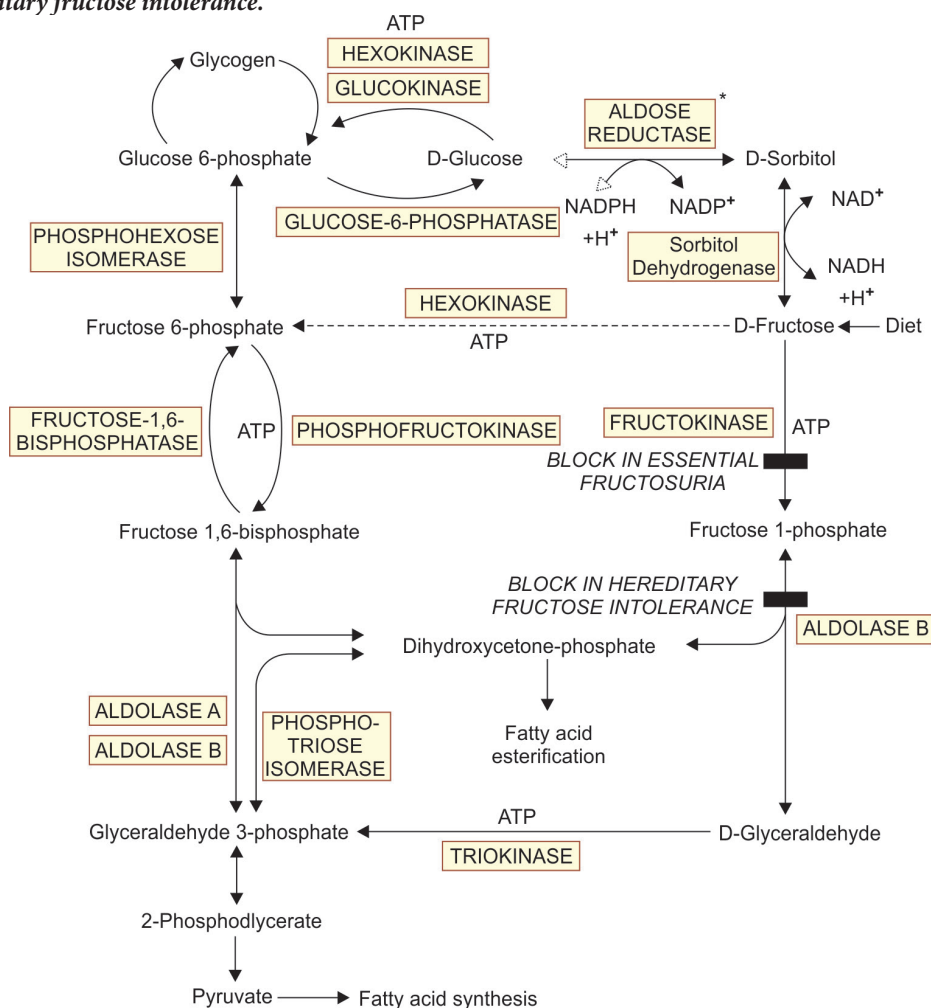 itary fructose intolerance.
ATP
HEXOKINASE
Glycogen
GLUCOKINASE
*
ALDOSE
REDUCTASE
Glucose 6-phosphate
D-Glucose
D-Sorbitol
NADPH
+H+
NADP+
NAD+
GLUCOSE-6-PHOSPHATASE
PHOSPHOHEXOSE
ISOMERASE
Sorbitol
Dehydrogenase
NADH
+H+
HEXOKINASE
Fructose 6-phosphate
ATP
D-Fructose
Diet
FRUCTOSE-1,6-
BISPHOSPHATASE
ATP
PHOSPHOFRUCTOKINASE
FRUCTOKINASE
ATP
BLOCK IN ESSENTIAL
FRUCTOSURIA
Fructose 1,6-bisphosphate
Fructose 1-phosphate
BLOCK IN HEREDITARY
FRUCTOSE INTOLERANCE
ALDOLASE B
Dihydroxycetone-phosphate
ALDOLASE A
ALDOLASE B
PHOSPHO-
TRIOSE
ISOMERASE
Fatty acid
esterification
Glyceraldehyde 3-phosphate
ATP
TRIOKINASE
D-Glyceraldehyde
2-Phosphodlycerate
Pyruvate
Fatty acid synthesis